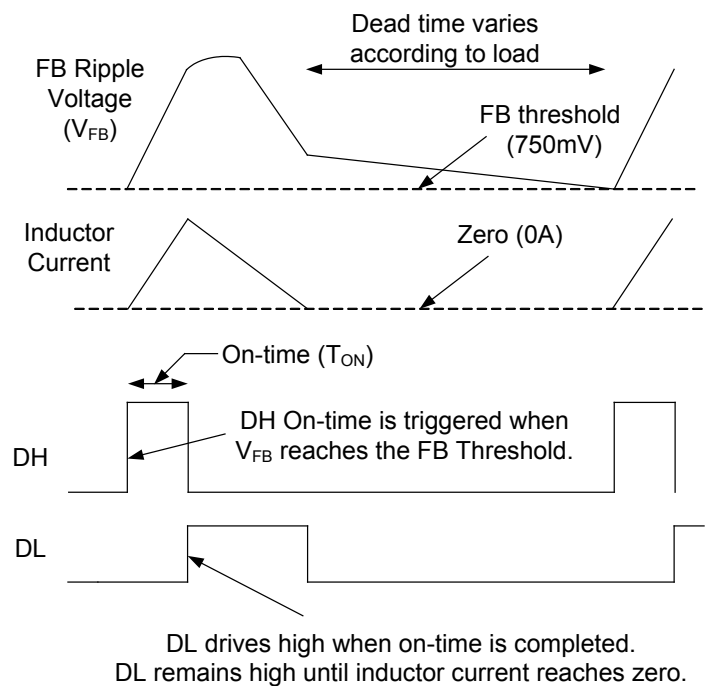 Dead time varies
according to load
FB Ripple
Voltage
(VFB)
FB threshold
(750mV)
Inductor
Current
Zero (0A)
On-time (TON)
DH
DH On-time is triggered when
VFB reaches the FB Threshold.
DL
DL drives high when on-time is completed.
DL remains high until inductor current reaches zero.